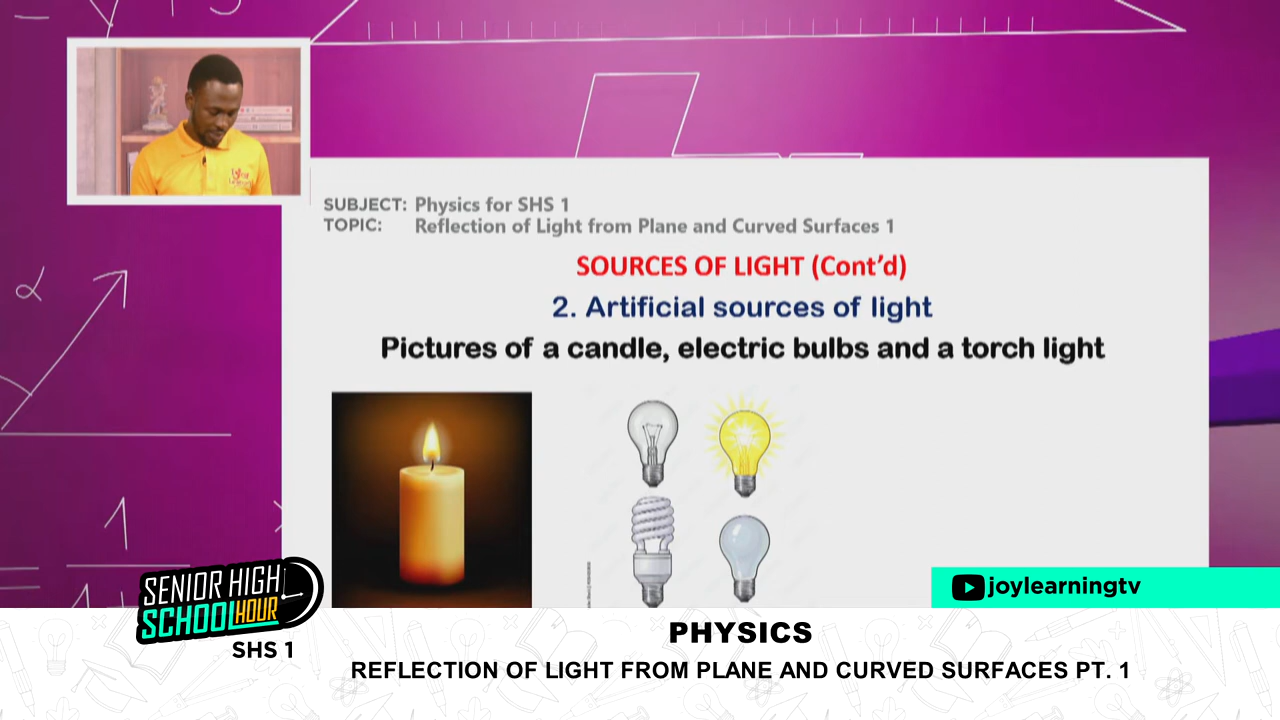 SUBJECT: Physics for SHS 1
TOPIC: Reflection of Light from Plane and Curved Surfaces 1
SOURCES OF LIGHT (Cont'd)
2. Artificial sources of light
Pictures of a candle, electric bulbs and a torch light
α
1
SENIOR HIGH
SCHOOL HOUR
SHS 1
joylearningtv
PHYSICS
REFLECTION OF LIGHT FROM PLANE AND CURVED SURFACES PT. 1